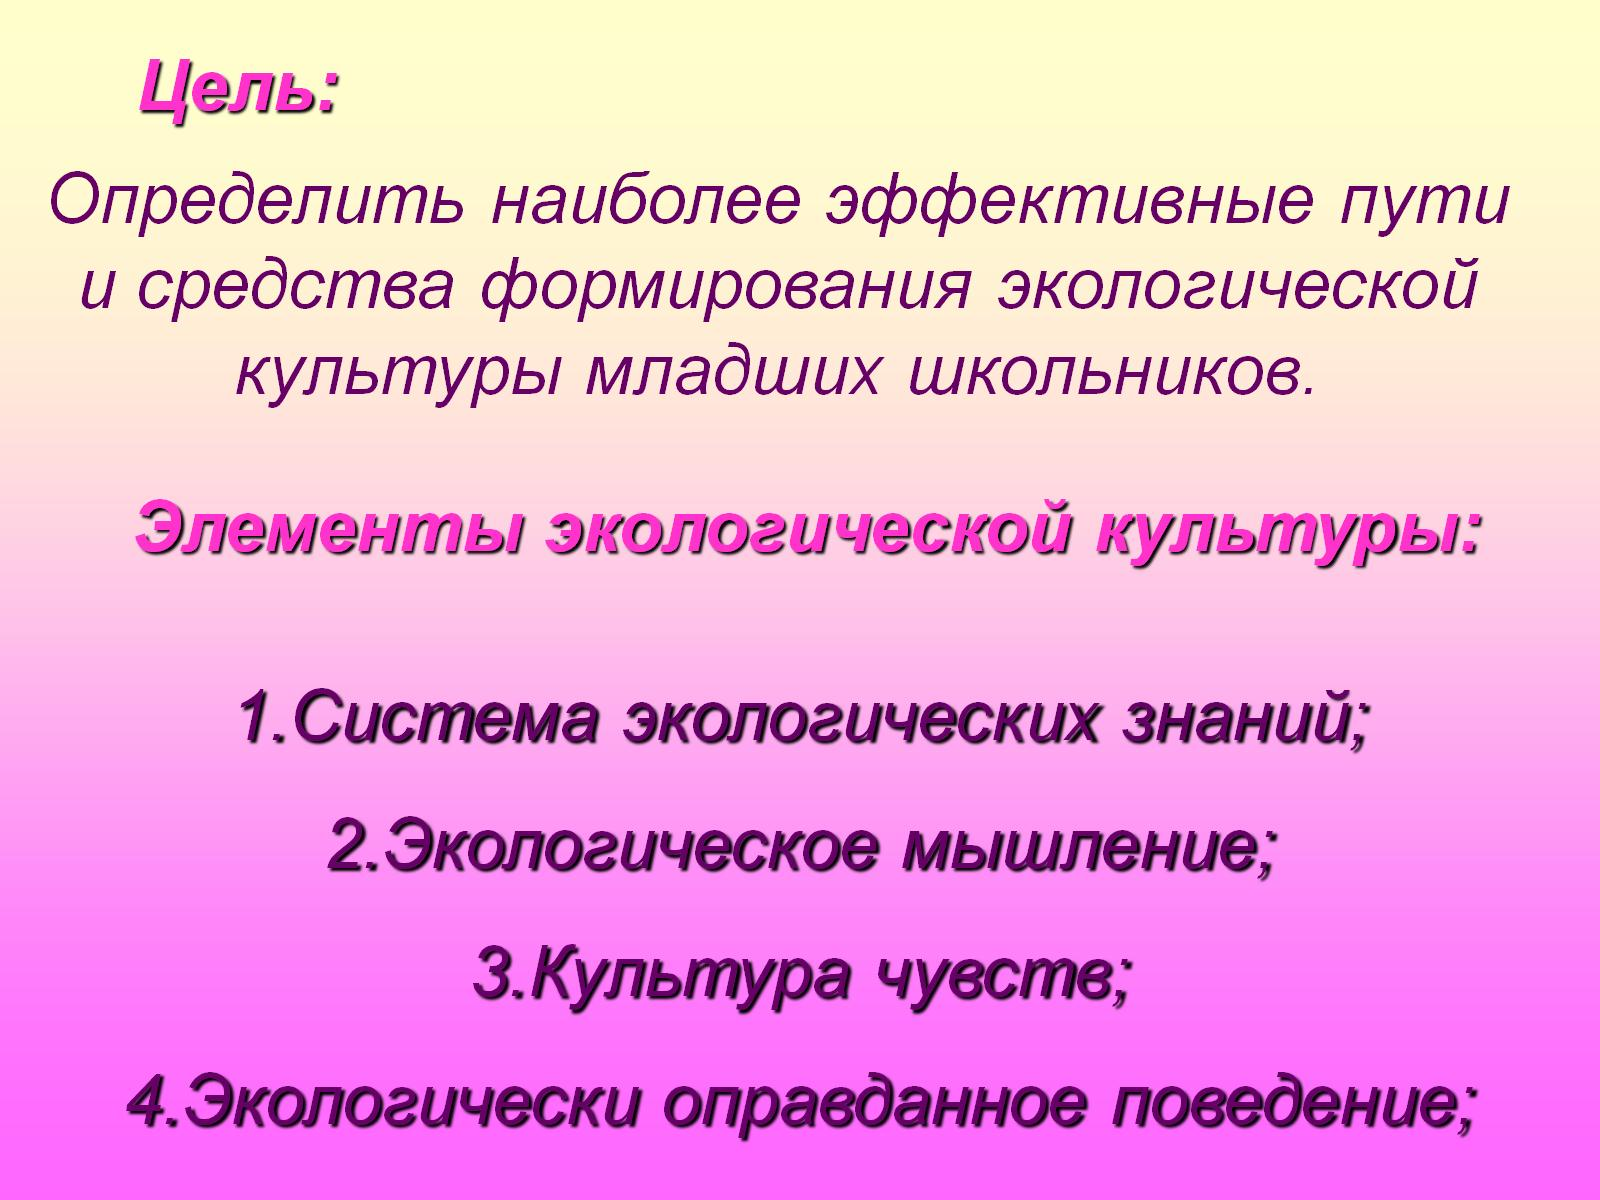 Цель:
Определить наиболее эффективные пути
и средства формирования экологической
культуры младших школьников.
Элементы экологической культуры:
1.Система экологических знаний;
2.Экологическое мышление;
3.Культура чувств;
4.Экологически оправданное поведение;